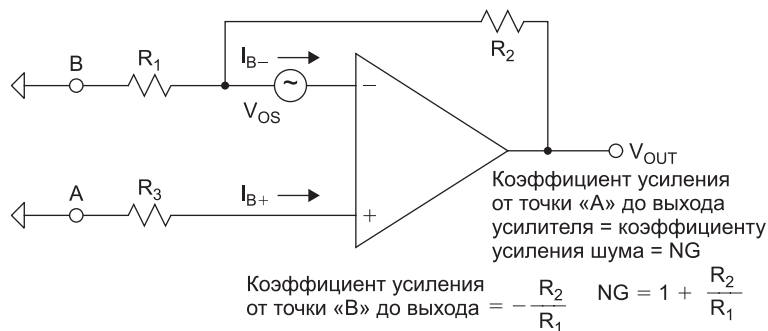 B
R1
IB−
R2
VOS
~
−
A
R3
IB+
+
VOUT
Коэффициент усиления
от точки «А» до выхода
усилителя = коэффициенту
усиления шума = NG
Коэффициент усиления
от точки «В» до выхода = − R2 / R1
NG = 1 + R2 / R1